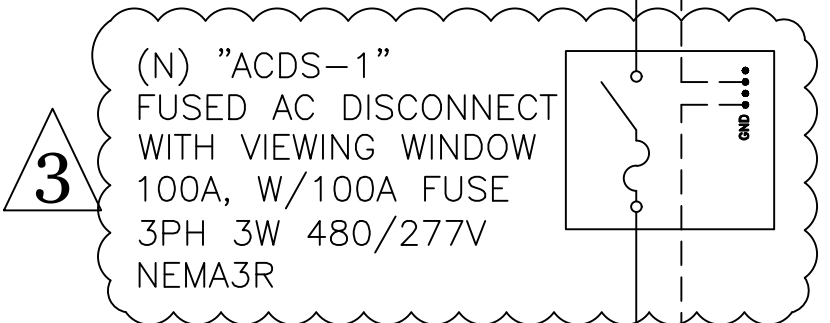 (N) "ACDS-1"
FUSED AC DISCONNECT
WITH VIEWING WINDOW
100A, W/100A FUSE
3PH 3W 480/277V
NEMA3R
3
GND